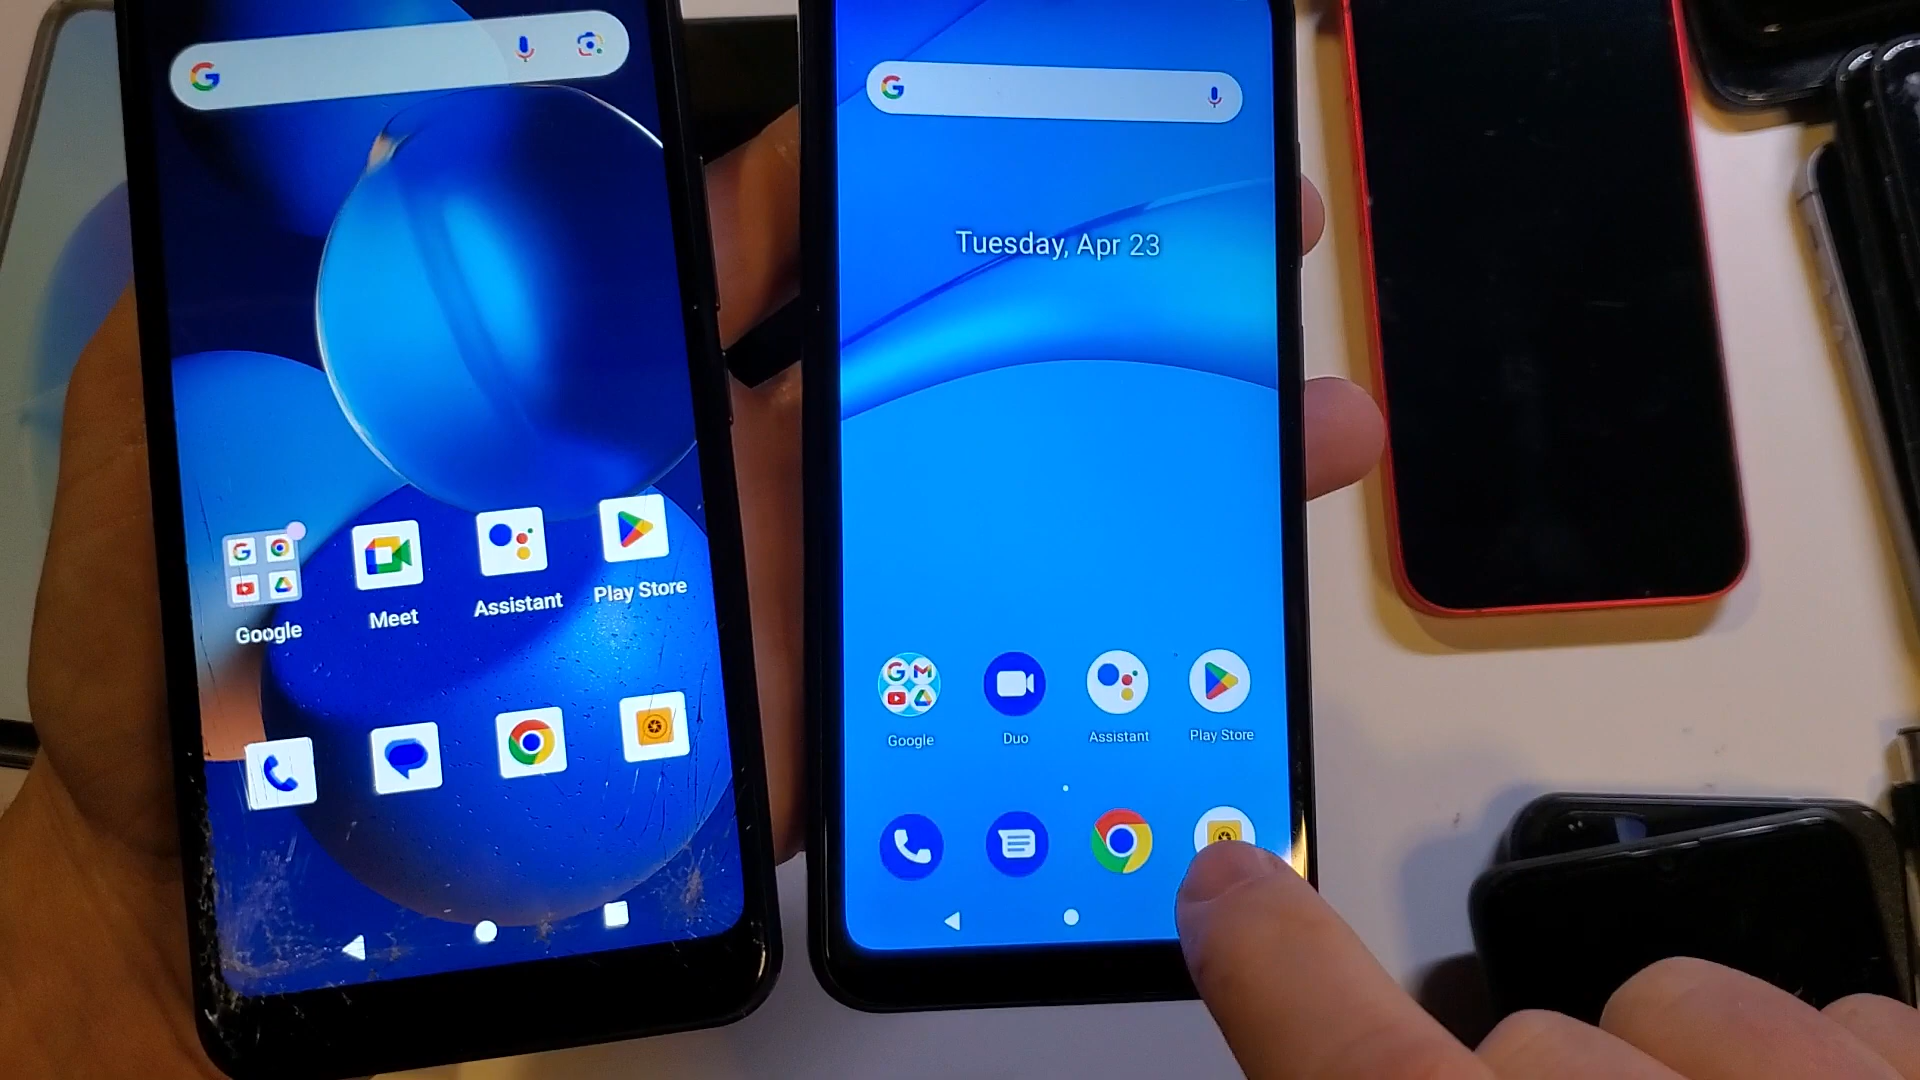 Google
Meet
Assistant
Play Store
Tuesday, Apr 23
Google
Duo
Assistant
Play Store